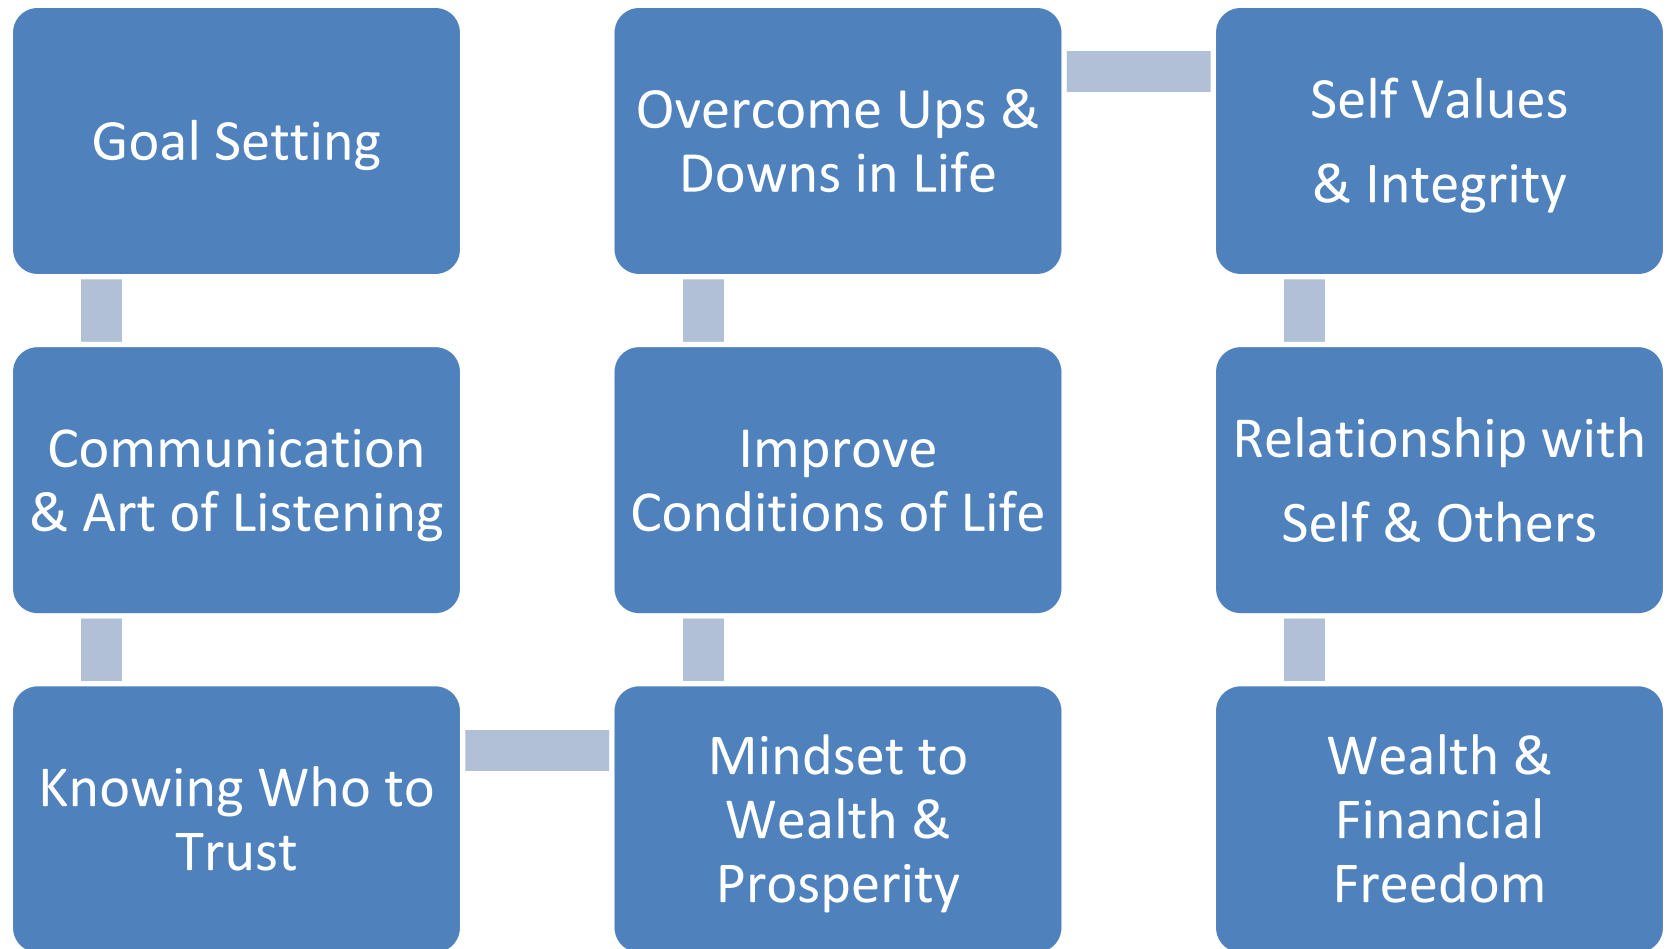 Goal Setting
Communication
& Art of Listening
Knowing Who to
Trust
Mindset to
Wealth &
Prosperity
Improve
Conditions of Life
Overcome Ups &
Downs in Life
Self Values
& Integrity
Relationship with
Self & Others
Wealth &
Financial
Freedom